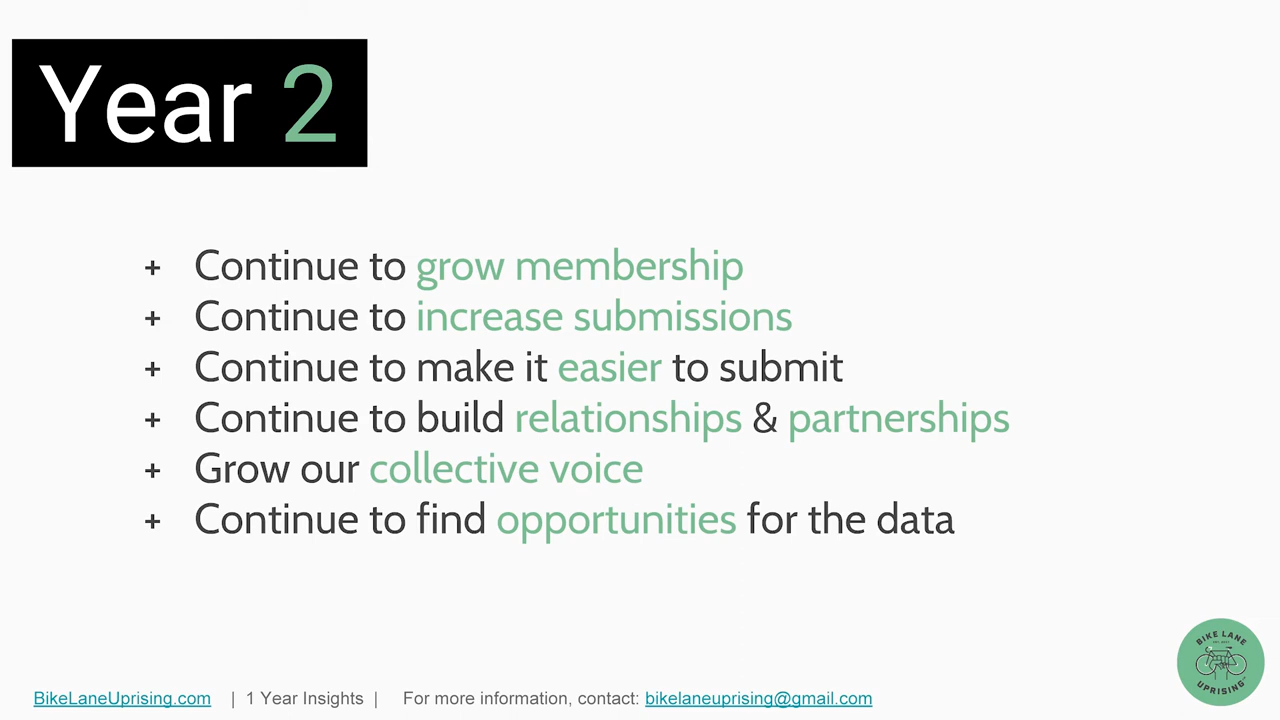 Year 2
+ Continue to grow membership
+ Continue to increase submissions
+ Continue to make it easier to submit
+ Continue to build relationships & partnerships
+ Grow our collective voice
+ Continue to find opportunities for the data
BIKE LANE
UPRISING
BikeLaneUprising.com | 1 Year Insights | For more information, contact: bikelaneuprising@gmail.com